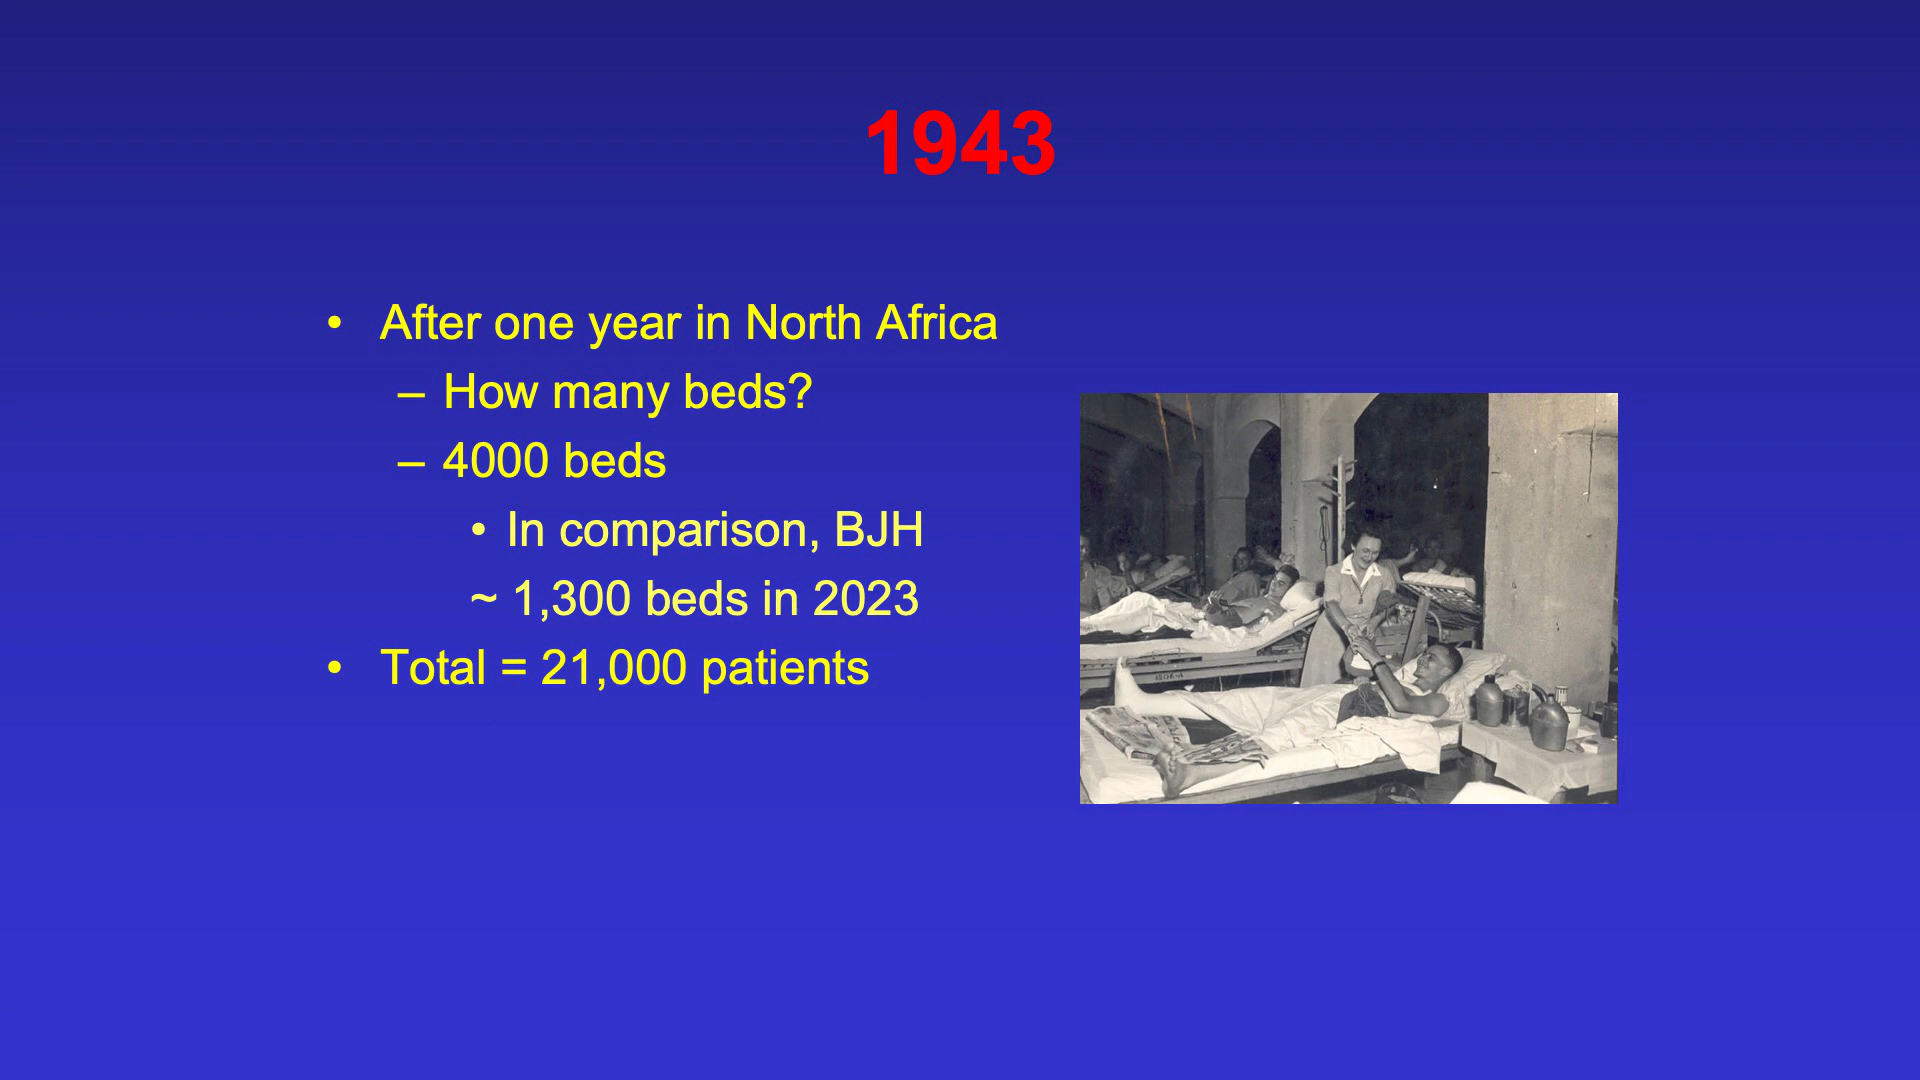 1943
• After one year in North Africa
– How many beds?
– 4000 beds
• In comparison, BJH
~ 1,300 beds in 2023
• Total = 21,000 patients